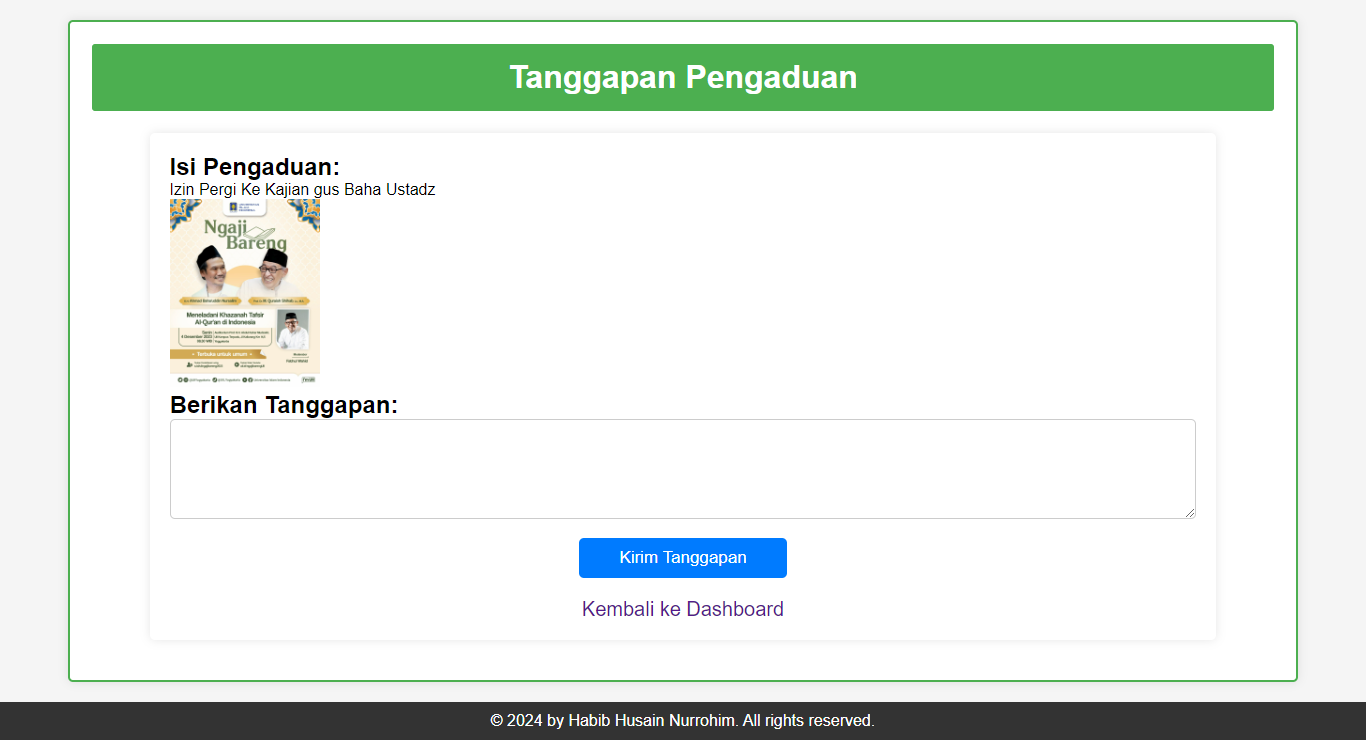 Tanggapan Pengaduan
Isi Pengaduan:
Izin Pergi Ke Kajian gus Baha Ustadz
Ngaji
Bareng
Meneladani Khazanah Tafsir
Al-Qur'an di Indonesia
Terbuka untuk umum
Berikan Tanggapan:
Kirim Tanggapan
Kembali ke Dashboard
© 2024 by Habib Husain Nurrohim. All rights reserved.